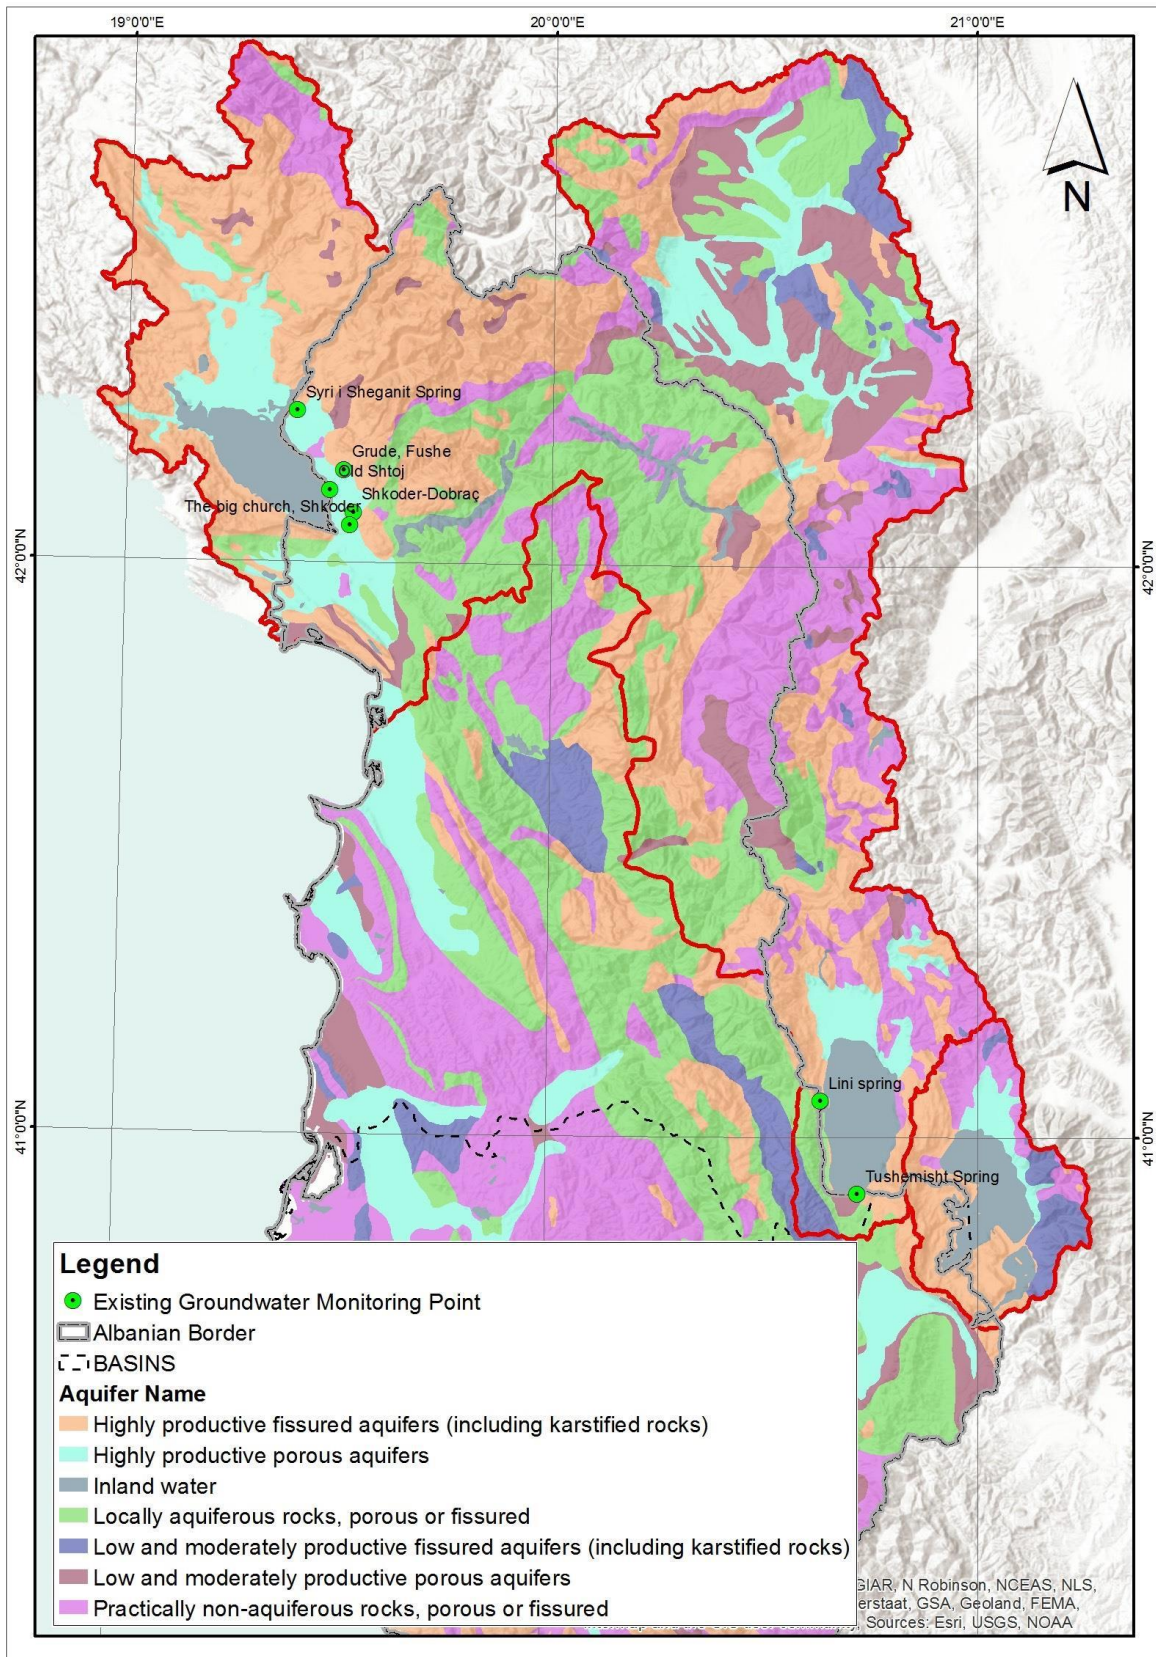 19°0'0"E
20°0'0"E
21°0'0"E
N
Syri i Sheganit Spring
Grude, Fushe
ld Shtoj
Shkoder-Dobraç
The big church, Shkoder
42°0'0"N
42°0'0"N
Lini spring
41°0'0"N
41°0'0"N
Tushemisht Spring
Legend
Existing Groundwater Monitoring Point
Albanian Border
BASINS
Aquifer Name
Highly productive fissured aquifers (including karstified rocks)
Highly productive porous aquifers
Inland water
Locally aquiferous rocks, porous or fissured
Low and moderately productive fissured aquifers (including karstified rocks)
Low and moderately productive porous aquifers
Practically non-aquiferous rocks, porous or fissured
GIAR, N Robinson, NCEAS, NLS,
erstaat, GSA, Geoland, FEMA,
Sources: Esri, USGS, NOAA